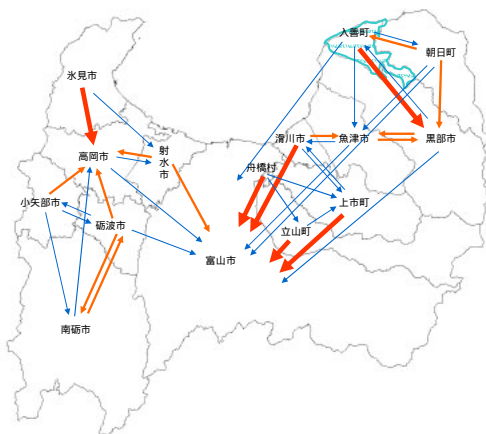 入善町
朝日町
氷見市
滑川市
魚津市
黒部市
高岡市
射
水
市
舟橋村
小矢部市
上市町
砺波市
立山町
富山市
南砺市